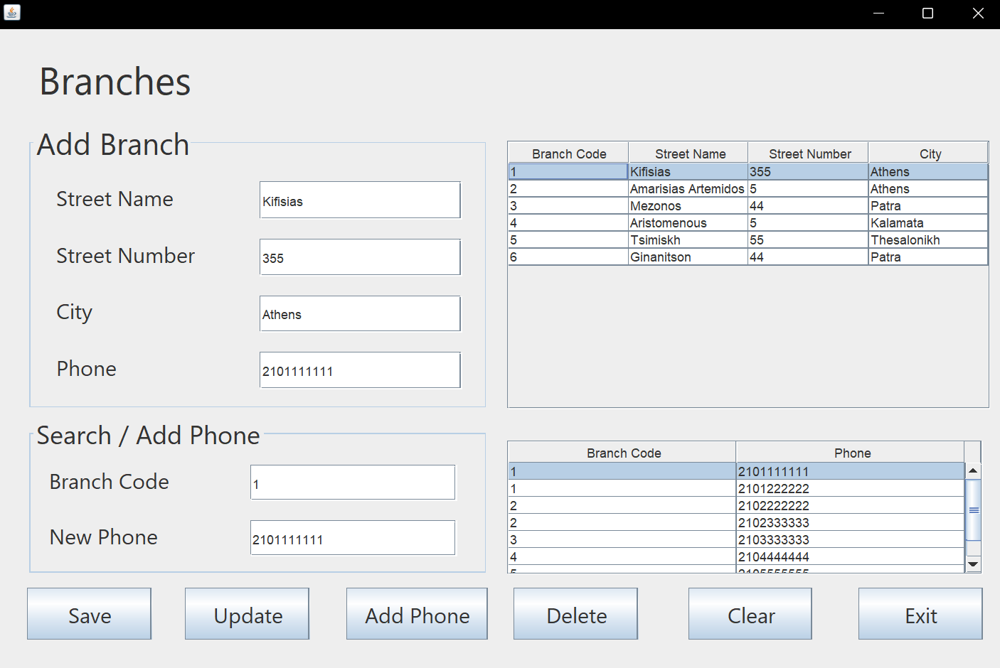 Branches
Add Branch
Street Name Kifisias
Street Number 355
City Athens
Phone 2101111111
Search / Add Phone
Branch Code 1
New Phone 2101111111
Branch Code Street Name Street Number City
1 Kifisias 355 Athens
2 Amarisias Artemidos 5 Athens
3 Mezonos 44 Patra
4 Aristomenous 5 Kalamata
5 Tsimiskh 55 Thesalonikh
6 Ginanitson 44 Patra
Branch Code Phone
1 2101111111
1 2101222222
2 2102222222
2 2102333333
3 2103333333
4 2104444444
5 2105555555
Save Update Add Phone Delete Clear Exit